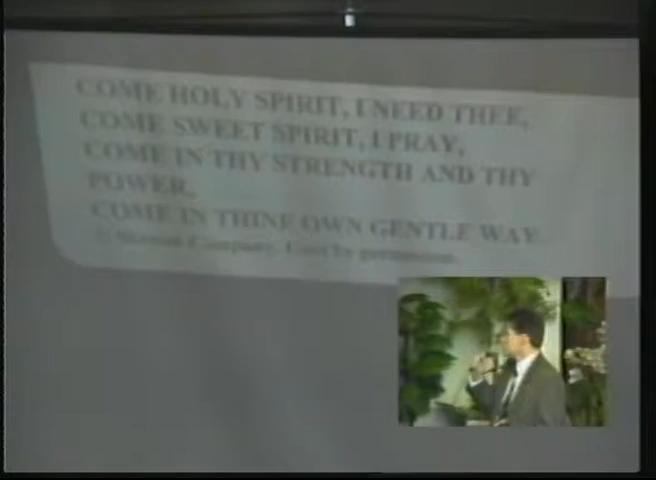 COME HOLY SPIRIT, I NEED THEE,
COME SWEET SPIRIT, I PRAY,
COME IN THY STRENGTH AND THY
POWER,
COME IN THINE OWN GENTLE WAY
Company. by permission.